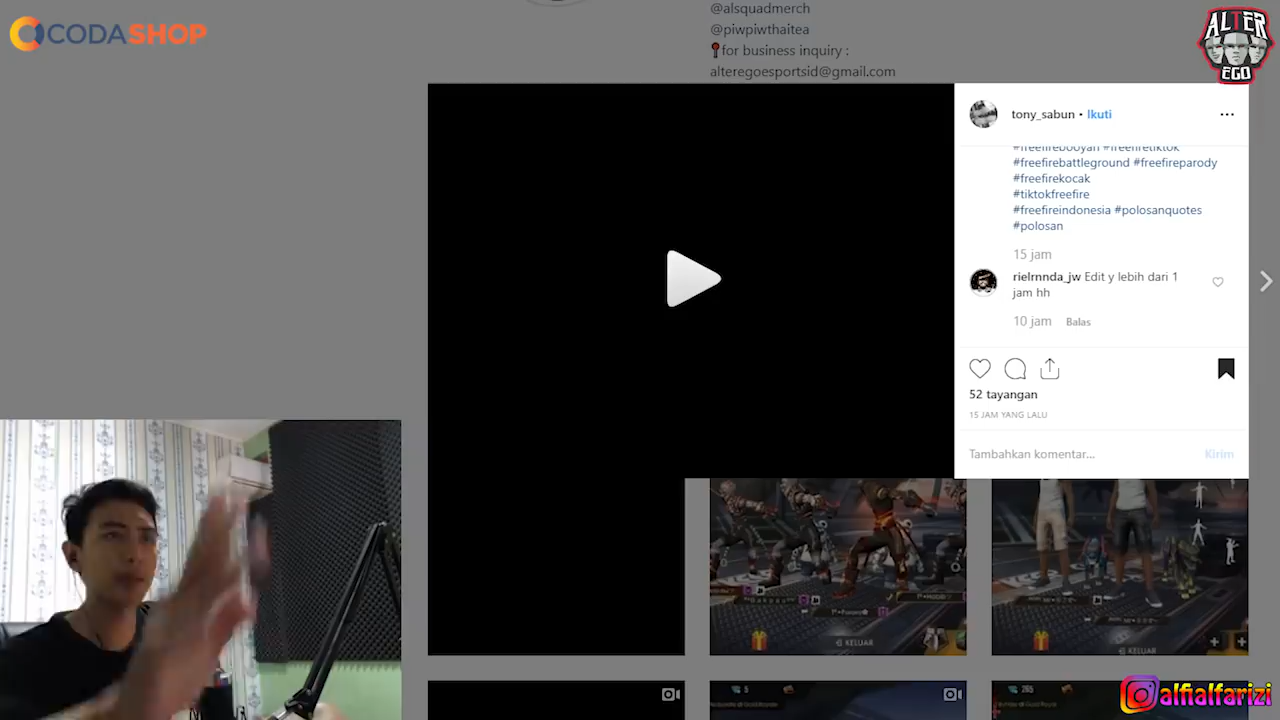 CODASHOP
@alsquadmerch
@piwpiwthaitea
for business inquiry :
alteregoesportsid@gmail.com
ALTER
EGO
tony_sabun • Ikuti
#freefirebooyah #freefiretiktok
#freefirebattleground #freefireparody
#freefirekocak
#tiktokfreefire
#freefireindonesia #polosanquotes
#polosan
15 jam
rielrnnda_jw Edit y lebih dari 1
jam hh
10 jam Balas
52 tayangan
15 JAM YANG LALU
Tambahkan komentar... Kirim
KELUAR
KELUAR
5
265
alfialfarizi